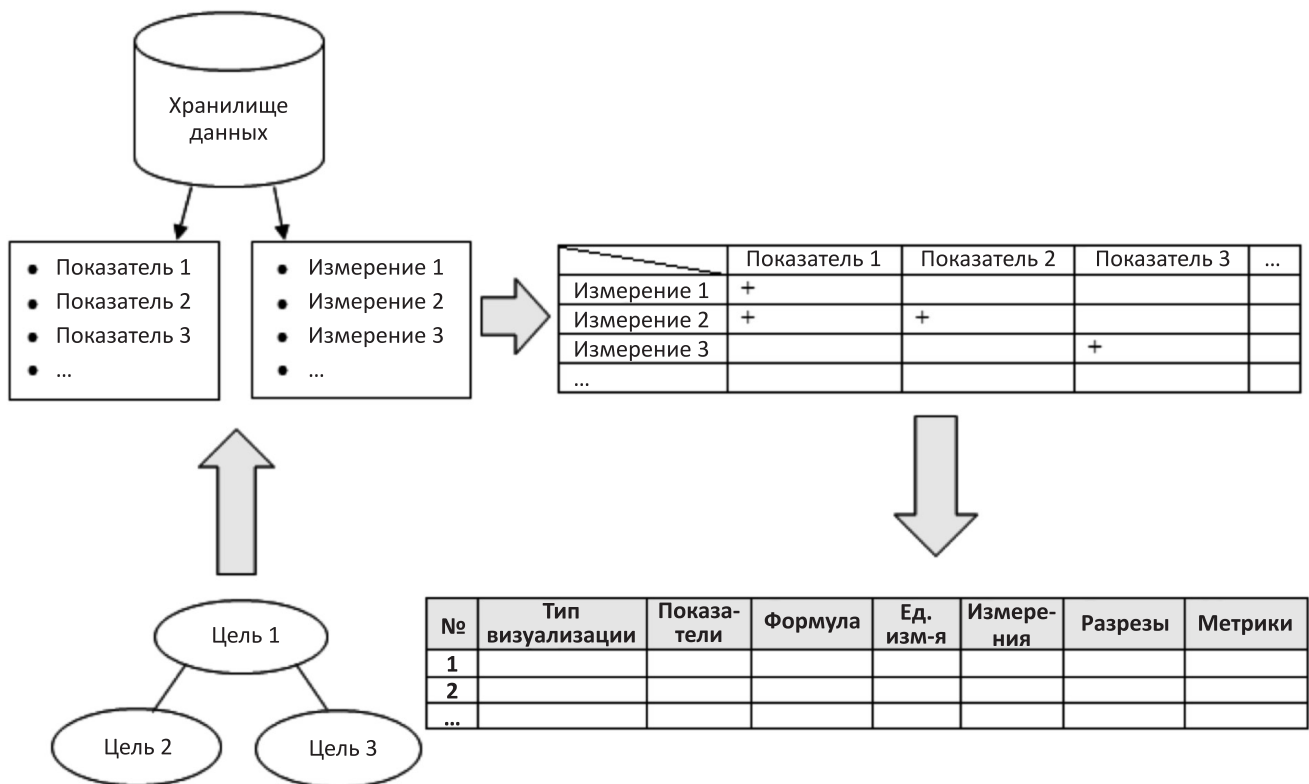 Хранилище
данных
• Показатель 1
• Показатель 2
• Показатель 3
• ...
• Измерение 1
• Измерение 2
• Измерение 3
• ...
Показатель 1 Показатель 2 Показатель 3 ...
Измерение 1 +
Измерение 2 + +
Измерение 3 +
...
Цель 1
Цель 2 Цель 3
№ Тип визуализации Показа-тели Формула Ед. изм-я Измере-ния Разрезы Метрики
1
2
...